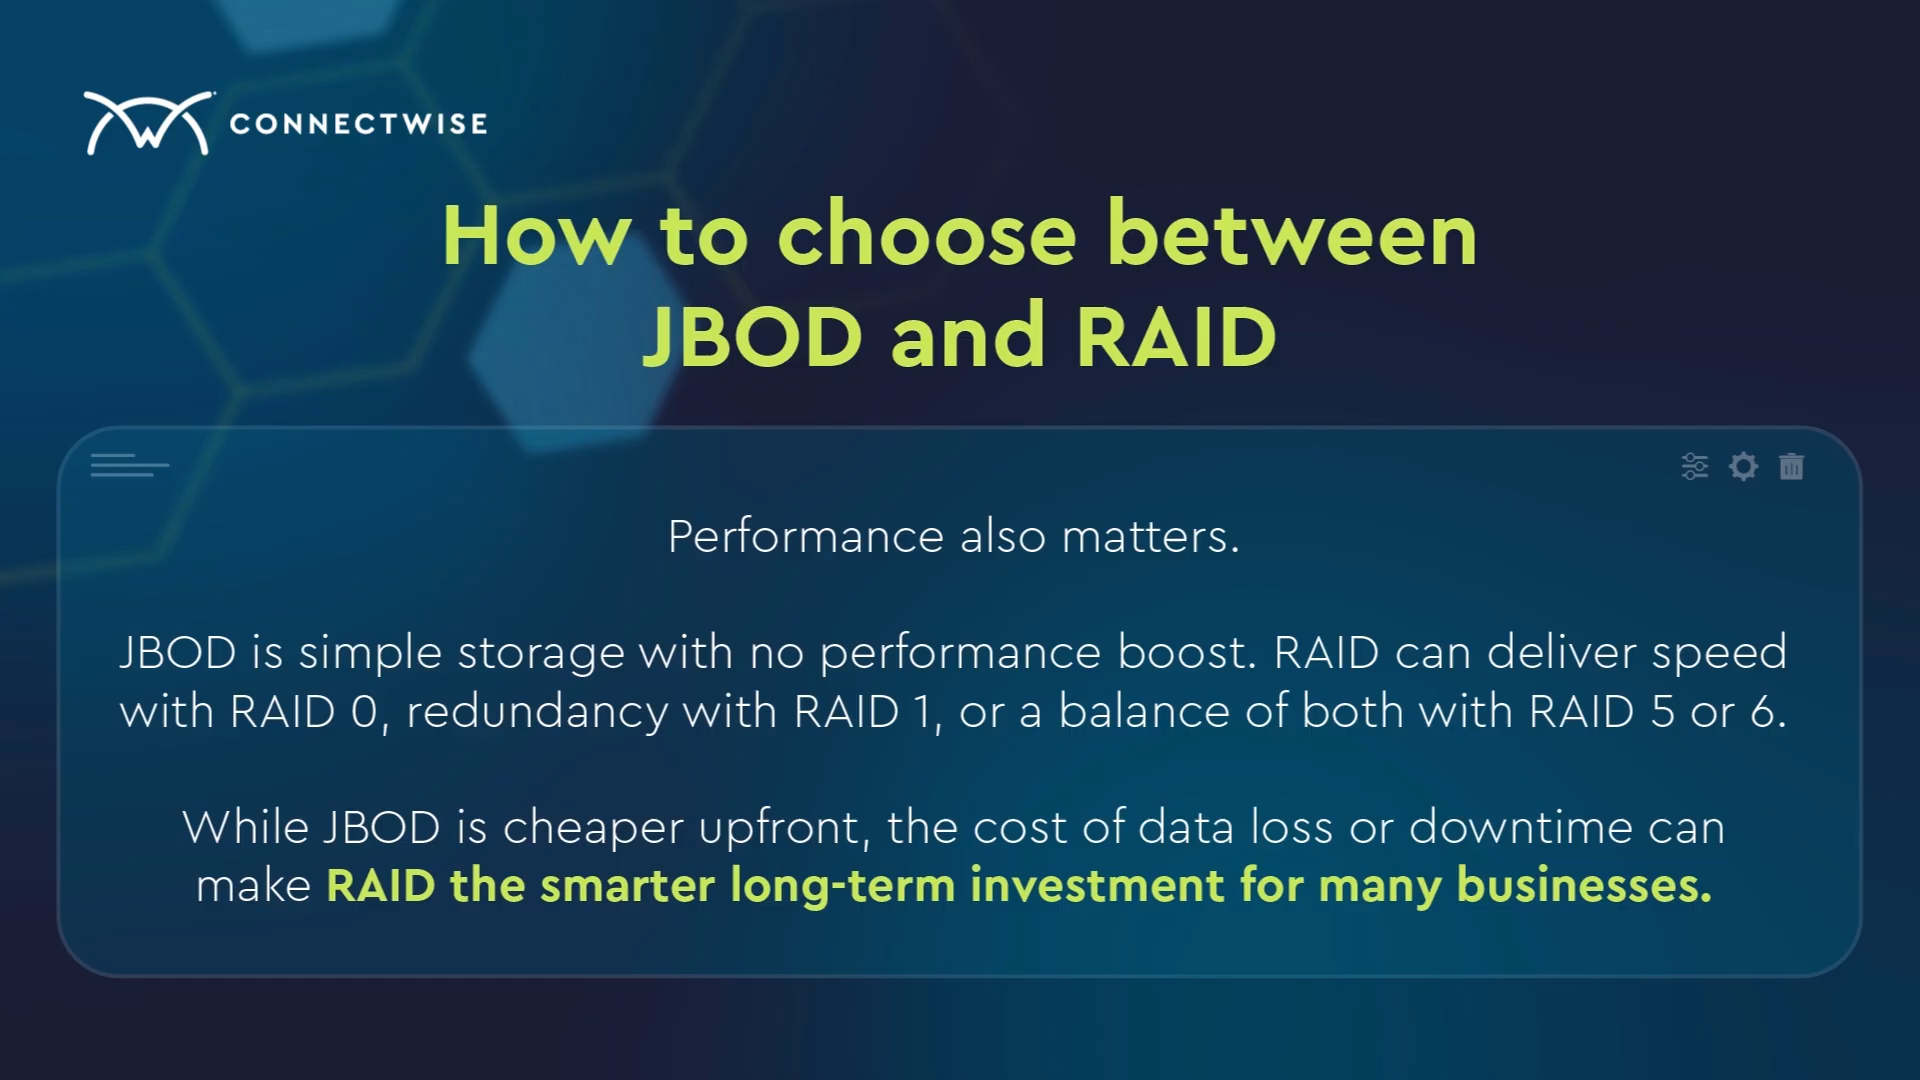 CONNECTWISE
How to choose between
JBOD and RAID
Performance also matters.
JBOD is simple storage with no performance boost. RAID can deliver speed
with RAID 0, redundancy with RAID 1, or a balance of both with RAID 5 or 6.
While JBOD is cheaper upfront, the cost of data loss or downtime can
make RAID the smarter long-term investment for many businesses.